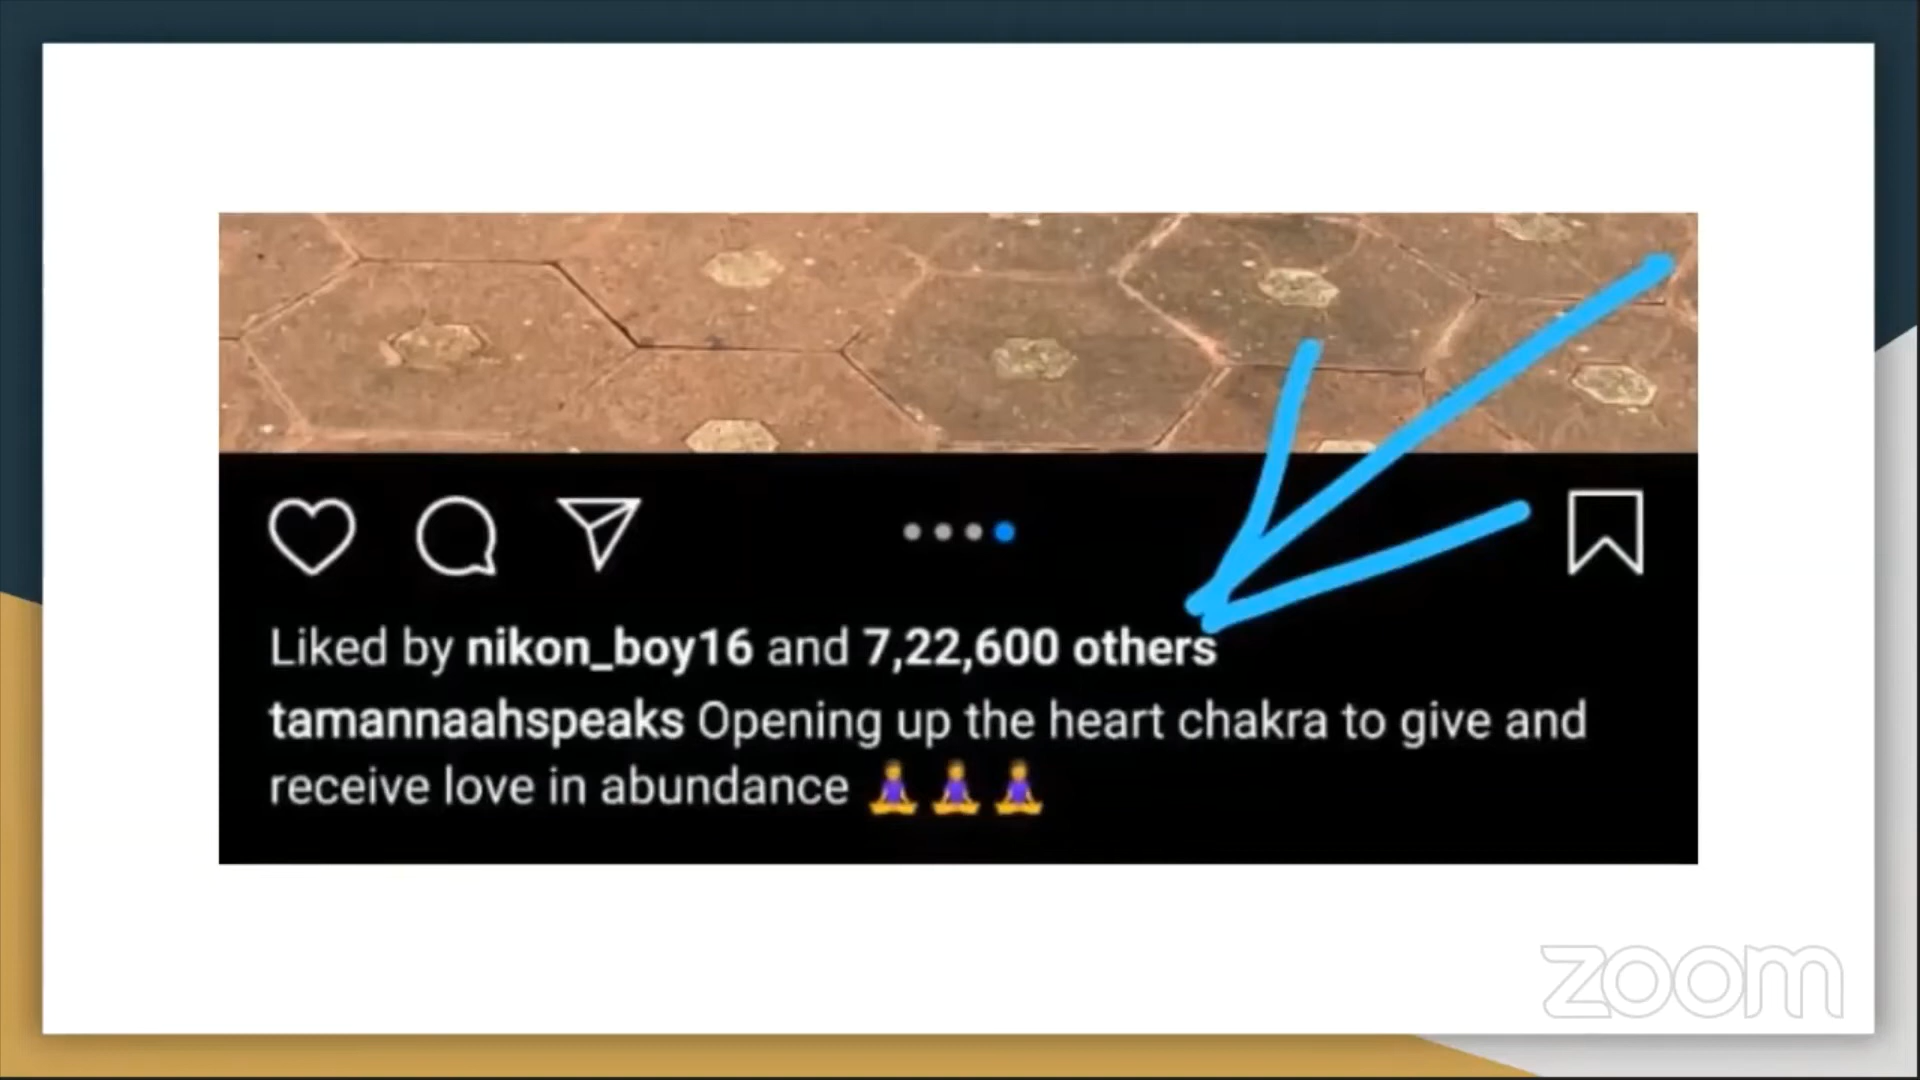 Liked by nikon_boy16 and 7,22,600 others
tamannaahspeaks Opening up the heart chakra to give and
receive love in abundance 🧘‍♀️🧘‍♀️🧘‍♀️
zoom